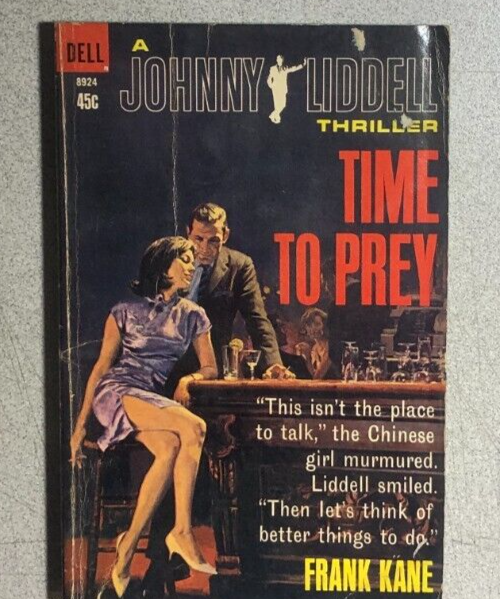 DELL
8924
45C
A
JOHNNY LIDDELL
THRILLER
TIME
TO PREY
"This isn't the place
to talk," the Chinese
girl murmured.
Liddell smiled.
"Then let's think of
better things to do."
FRANK KANE